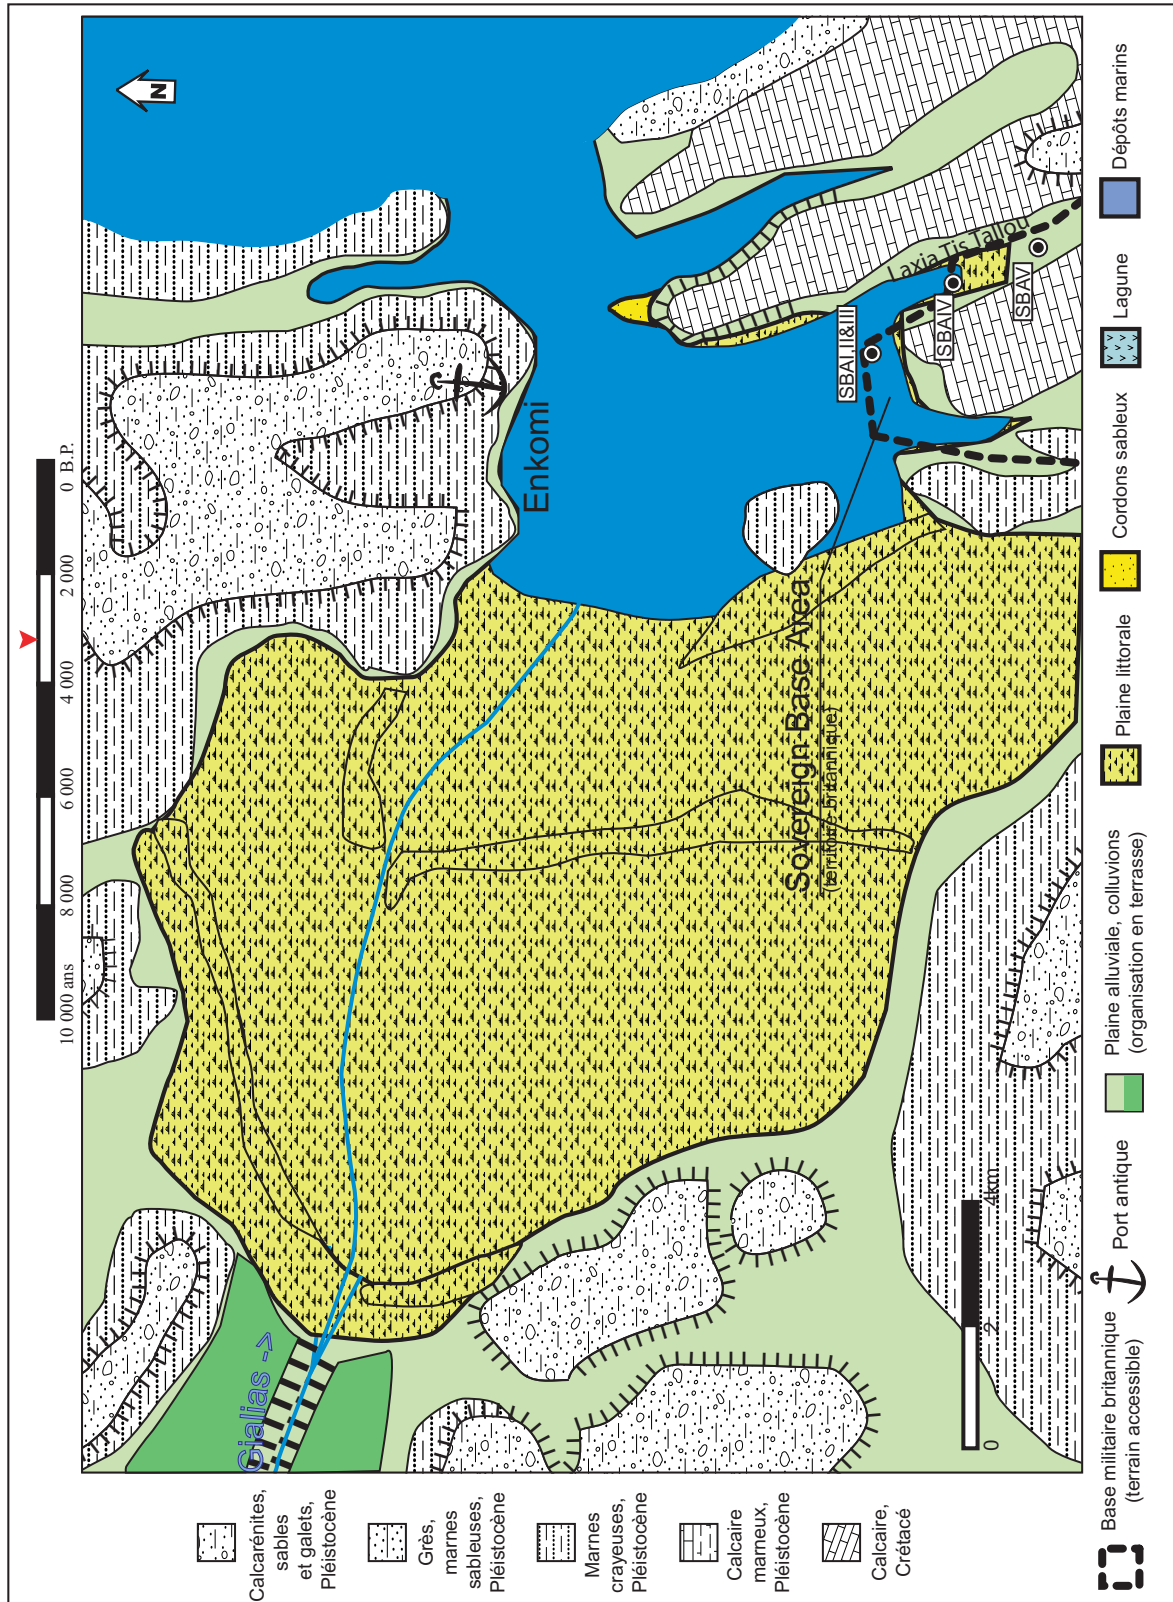 10 000 ans
8 000
6 000
4 000
2 000
0 B.P.
N
Gialias ->
Enkomi
Sovereign Base Area
(territoire britannique)
Laxia Tis Tallou
SBAI, II&III
SBAIV
SBAV
0
2
4km
Calcarénites,
sables
et galets,
Pléistocène
Grès,
marnes
sableuses,
Pléistocène
Marnes
crayeuses,
Pléistocène
Calcaire
marneux,
Pléistocène
Calcaire,
Crétacé
Base militaire britannique
(terrain accessible)
Port antique
Plaine alluviale, colluvions
(organisation en terrasse)
Plaine littorale
Cordons sableux
Lagune
Dépôts marins